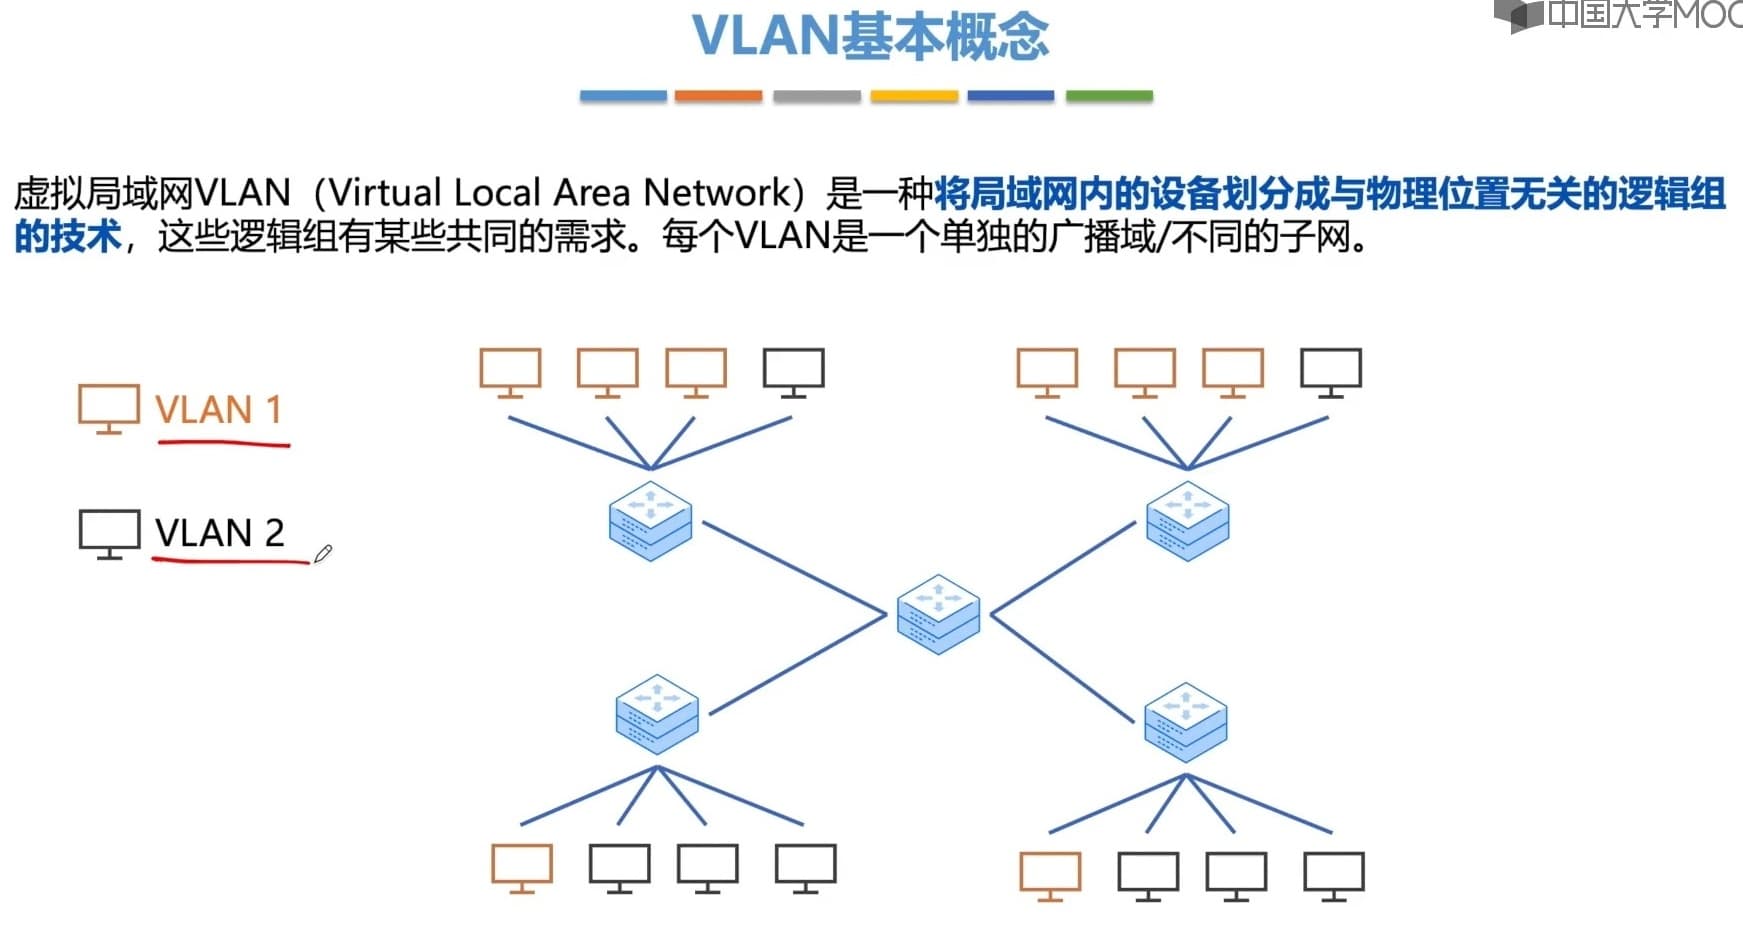 中国大学MOC
VLAN基本概念
虚拟局域网VLAN（Virtual Local Area Network）是一种将局域网内的设备划分成与物理位置无关的逻辑组
的技术，这些逻辑组有某些共同的需求。每个VLAN是一个单独的广播域/不同的子网。
VLAN 1
VLAN 2